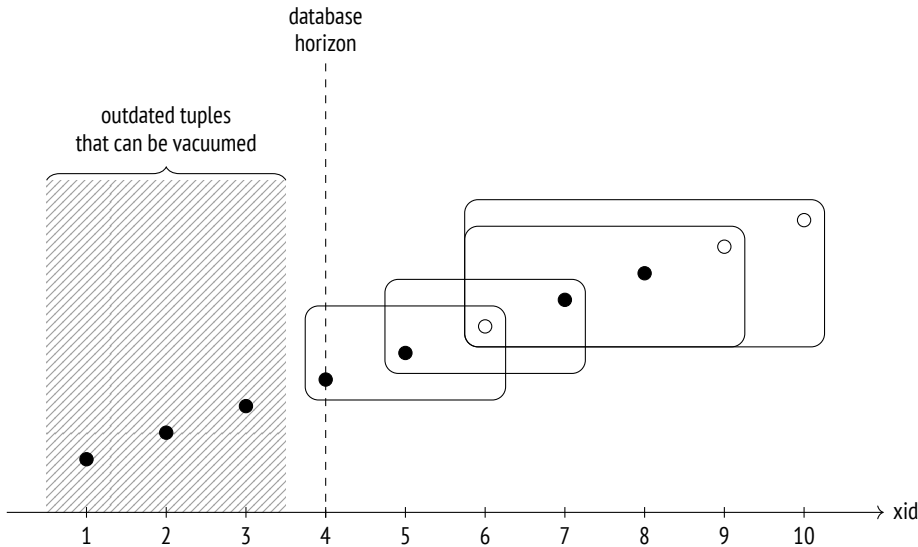 database
horizon
outdated tuples
that can be vacuumed
xid
1 2 3 4 5 6 7 8 9 10